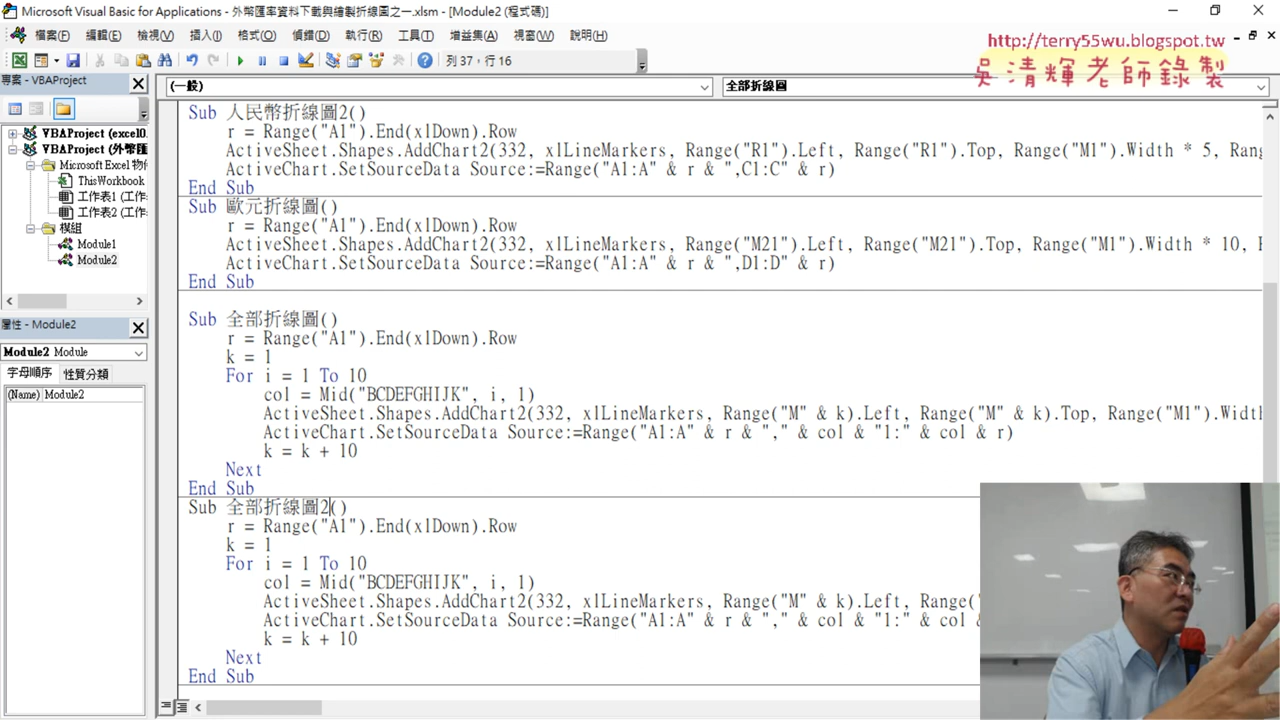 Microsoft Visual Basic for Applications - 外幣匯率資料下載與繪製折線圖之一.xlsm - [Module2 (程式碼)]
檔案(F) 編輯(E) 檢視(V) 插入(I) 格式(O) 偵錯(D) 執行(R) 工具(T) 增益集(A) 視窗(W) 說明(H)
http://terry55wu.blogspot.tw
吳清輝老師錄製
列 37，行 16
專案 - VBAProject
(一般)
全部折線圖
VBAProject (excel0.
VBAProject (外幣匯
Microsoft Excel 物件
ThisWorkbook
工作表1 (工作
工作表2 (工作
模組
Module1
Module2
屬性 - Module2
Module2 Module
字母順序 性質分類
(Name) Module2
Sub 人民幣折線圖2()
r = Range("A1").End(xlDown).Row
ActiveSheet.Shapes.AddChart2(332, xlLineMarkers, Range("R1").Left, Range("R1").Top, Range("M1").Width * 5, Rang
ActiveChart.SetSourceData Source:=Range("A1:A" & r & ",C1:C" & r)
End Sub
Sub 歐元折線圖()
r = Range("A1").End(xlDown).Row
ActiveSheet.Shapes.AddChart2(332, xlLineMarkers, Range("M21").Left, Range("M21").Top, Range("M1").Width * 10, R
ActiveChart.SetSourceData Source:=Range("A1:A" & r & ",D1:D" & r)
End Sub
Sub 全部折線圖()
r = Range("A1").End(xlDown).Row
k = 1
For i = 1 To 10
col = Mid("BCDEFGHIJK", i, 1)
ActiveSheet.Shapes.AddChart2(332, xlLineMarkers, Range("M" & k).Left, Range("M" & k).Top, Range("M1").Width
ActiveChart.SetSourceData Source:=Range("A1:A" & r & "," & col & "1:" & col & r)
k = k + 10
Next
End Sub
Sub 全部折線圖2()
r = Range("A1").End(xlDown).Row
k = 1
For i = 1 To 10
col = Mid("BCDEFGHIJK", i, 1)
ActiveSheet.Shapes.AddChart2(332, xlLineMarkers, Range("M" & k).Left, Range("
ActiveChart.SetSourceData Source:=Range("A1:A" & r & "," & col & "1:" & col &
k = k + 10
Next
End Sub